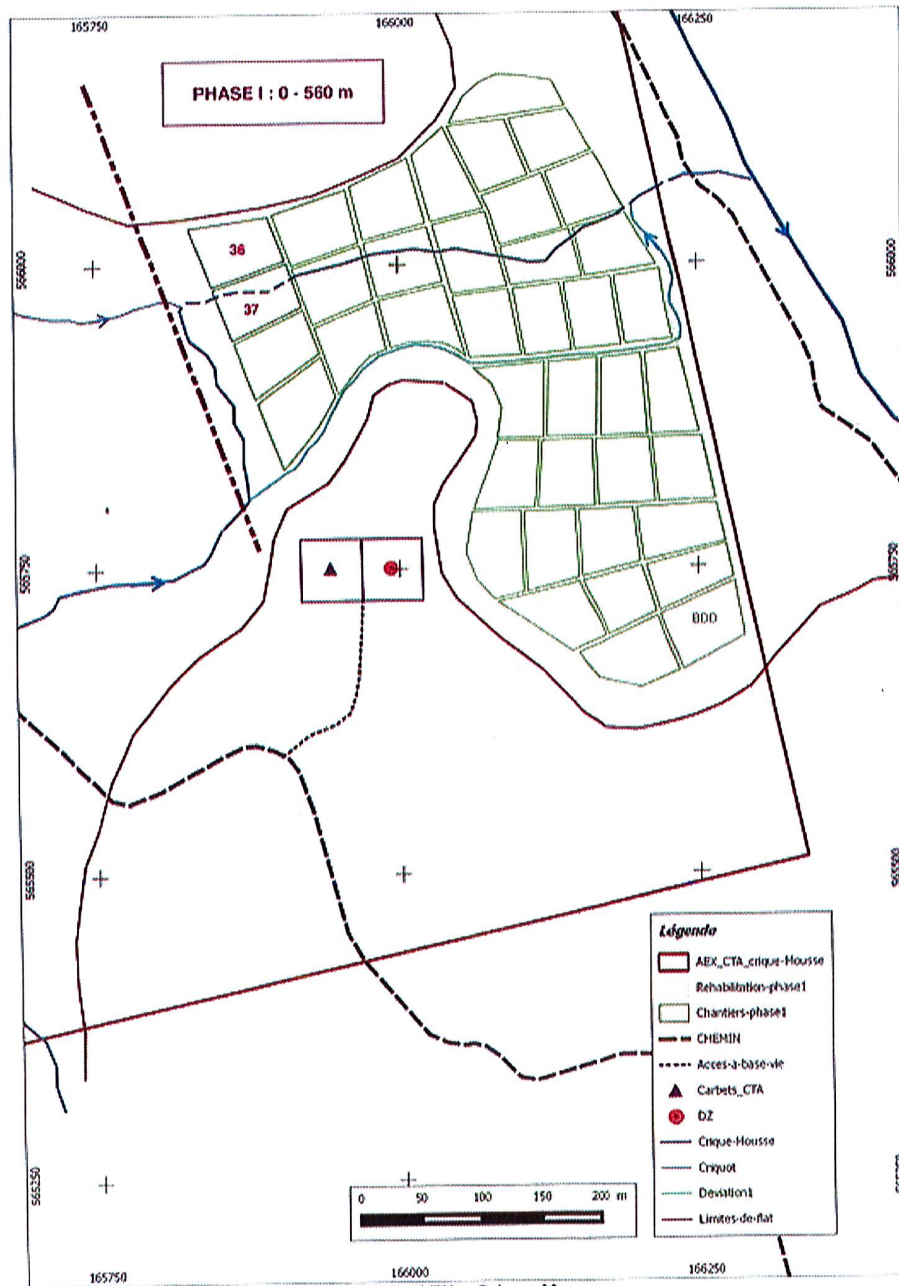 165750
166000
166250
PHASE I : 0 - 560 m
36
37
566000
566000
565750
565750
BDD
565500
565500
Légende
AEX_CTA_crique-Mousse
Rehabilitation-phase1
Chantiers-phase1
CHEMIN
Acces-a-base-vie
Carbets_CTA
DZ
Crique-Mousse
Criquot
Deviation1
Limites-de-flat
565250
0 50 100 150 200 m
165750
166000
166250